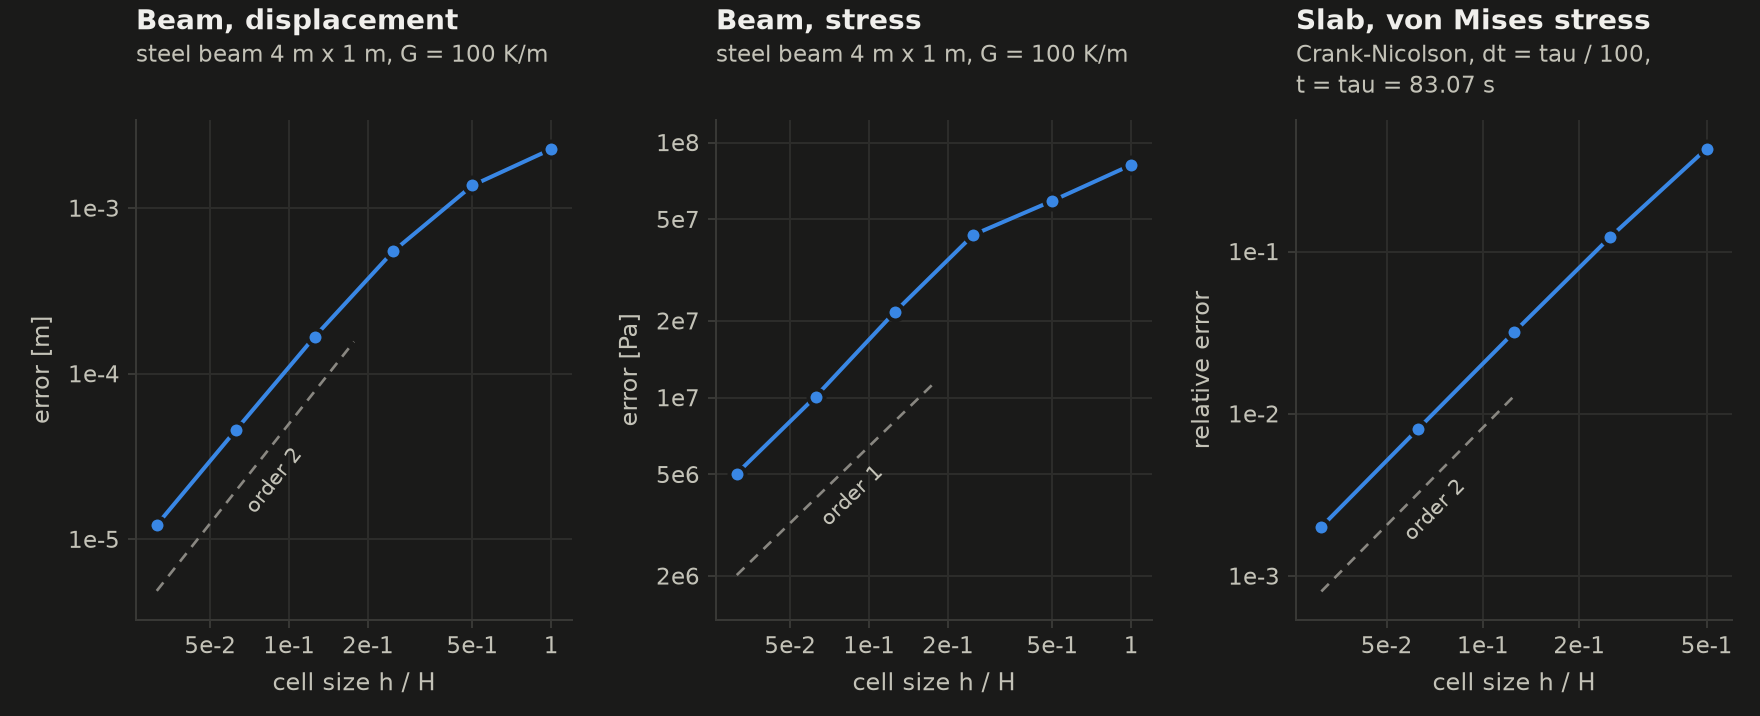 Beam, displacement
steel beam 4 m x 1 m, G = 100 K/m
error [m]
1e-3
1e-4
1e-5
order 2
5e-2 1e-1 2e-1 5e-1 1
cell size h / H
Beam, stress
steel beam 4 m x 1 m, G = 100 K/m
error [Pa]
1e8
5e7
2e7
1e7
5e6
2e6
order 1
5e-2 1e-1 2e-1 5e-1 1
cell size h / H
Slab, von Mises stress
Crank-Nicolson, dt = tau / 100,
t = tau = 83.07 s
relative error
1e-1
1e-2
1e-3
order 2
5e-2 1e-1 2e-1 5e-1
cell size h / H